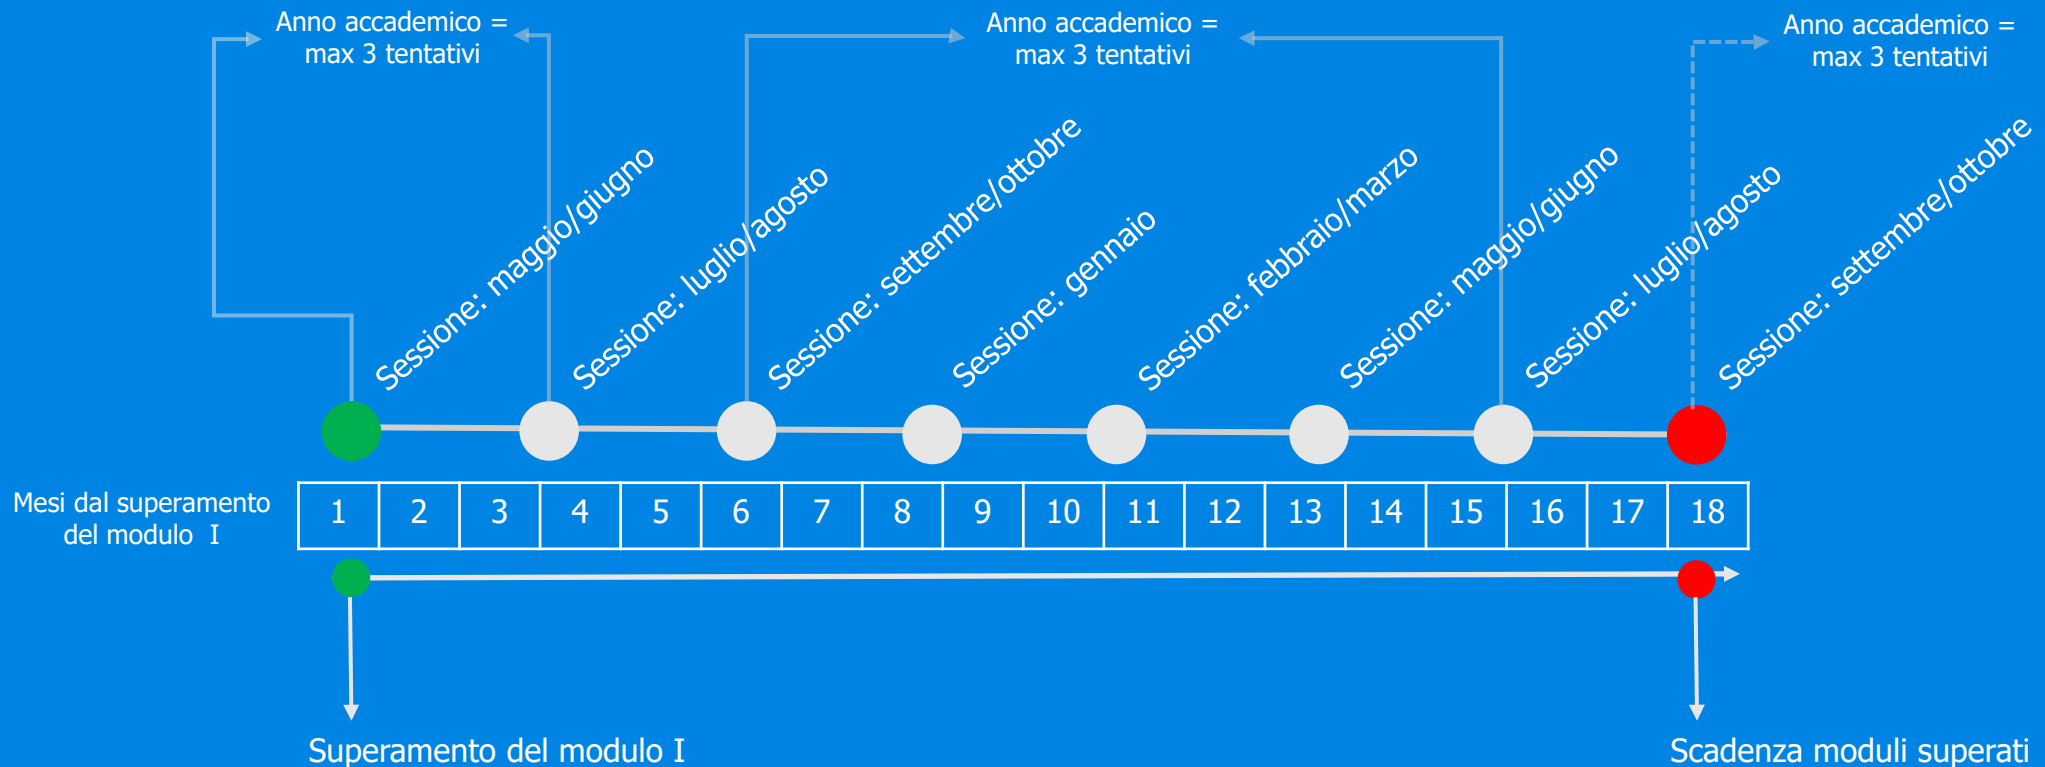 Anno accademico =
max 3 tentativi
Anno accademico =
max 3 tentativi
Anno accademico =
max 3 tentativi
Sessione: maggio/giugno
Sessione: luglio/agosto
Sessione: settembre/ottobre
Sessione: gennaio
Sessione: febbraio/marzo
Sessione: maggio/giugno
Sessione: luglio/agosto
Sessione: settembre/ottobre
Mesi dal superamento
del modulo I
1 2 3 4 5 6 7 8 9 10 11 12 13 14 15 16 17 18
Superamento del modulo I
Scadenza moduli superati